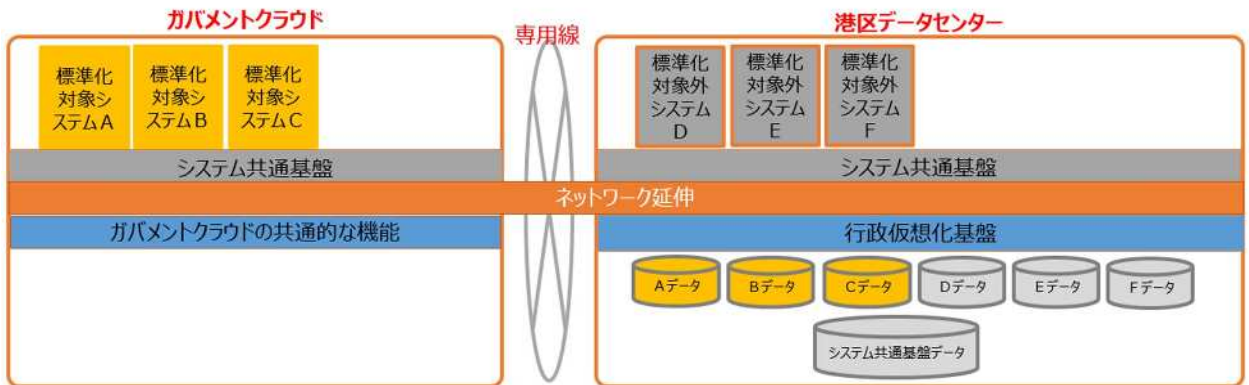 ガバメントクラウド
専用線
港区データセンター
標準化
対象シ
ステムA
標準化
対象シ
ステムB
標準化
対象シ
ステムC
標準化
対象外
システム
D
標準化
対象外
システム
E
標準化
対象外
システム
F
システム共通基盤
システム共通基盤
ネットワーク延伸
ガバメントクラウドの共通的な機能
行政仮想化基盤
Aデータ
Bデータ
Cデータ
Dデータ
Eデータ
Fデータ
システム共通基盤データ